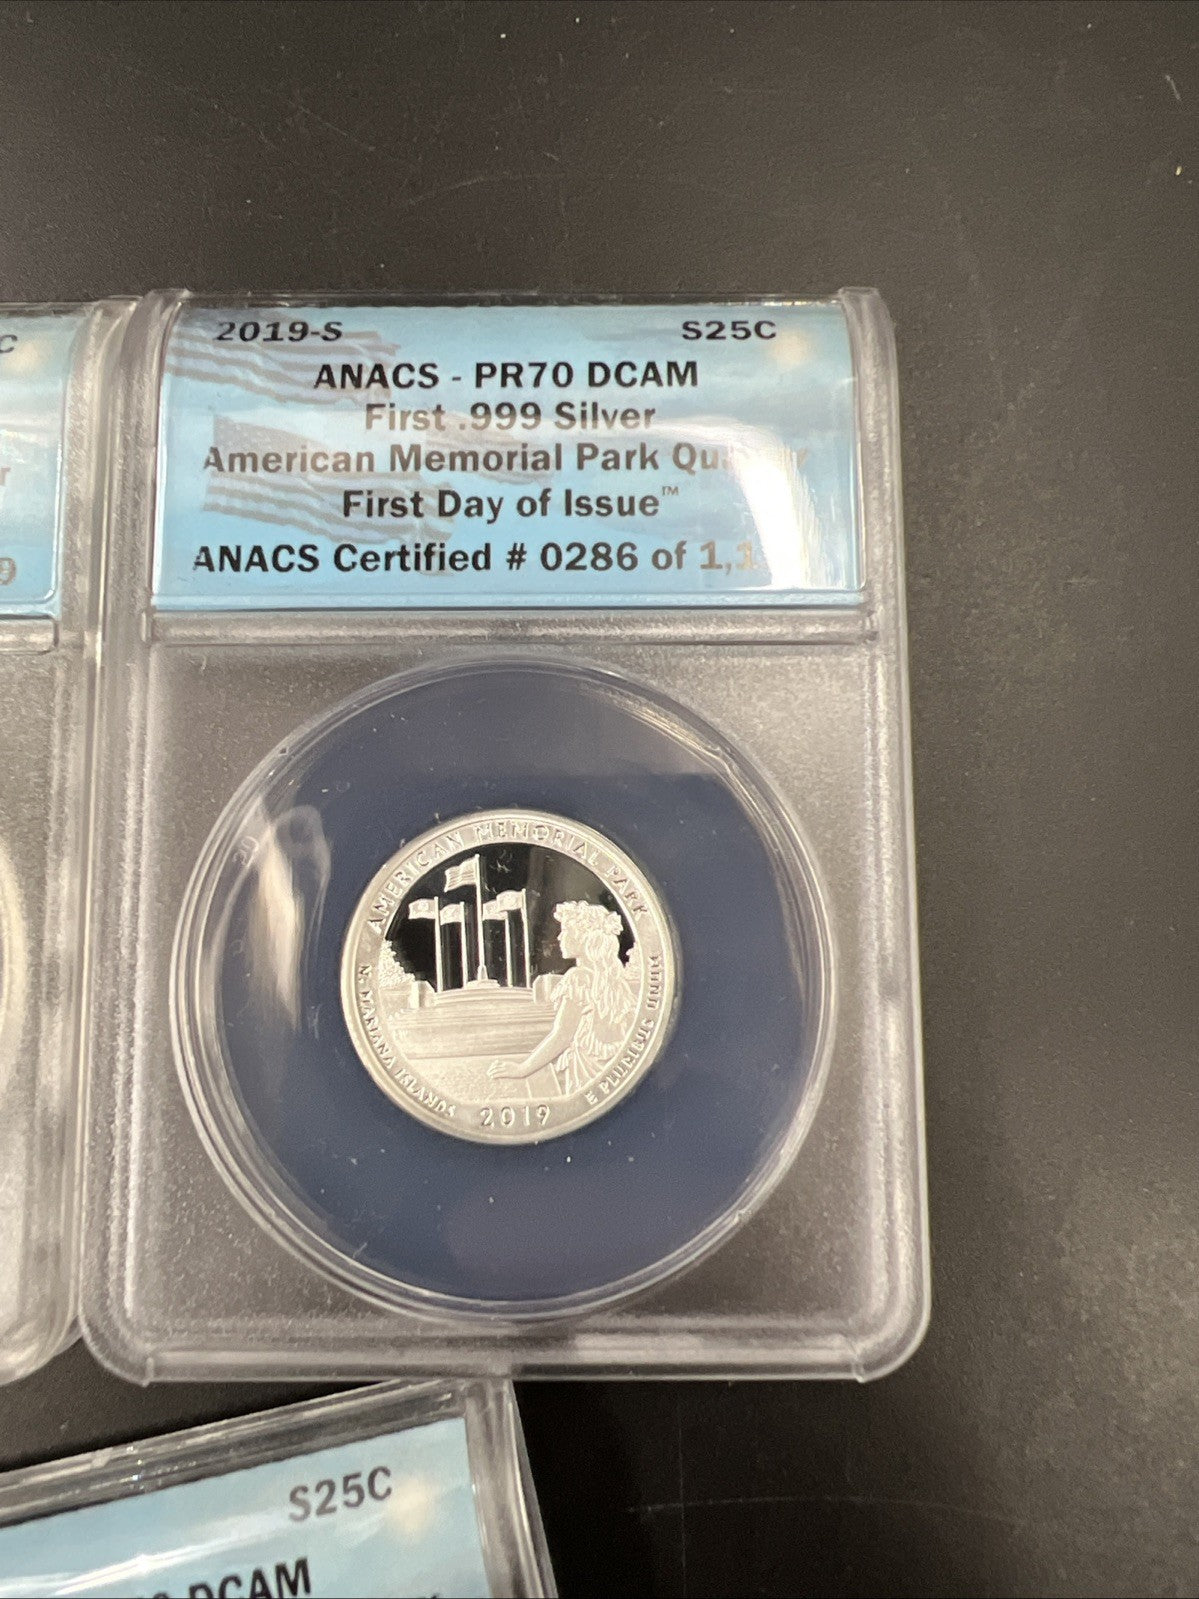 2019-S S25C
ANACS - PR70 DCAM
First .999 Silver
American Memorial Park
First Day of Issue™
ANACS Certified # 0286 of
AMERICAN MEMORIAL PARK
N. MARIANA ISLANDS
2019
E PLURIBUS UNUM
S25C
DCAM